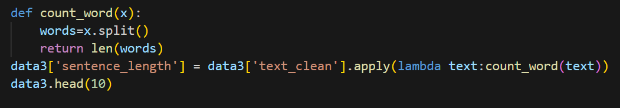 def count_word(x):
    words=x.split()
    return len(words)
data3['sentence_length'] = data3['text_clean'].apply(lambda text:count_word(text))
data3.head(10)